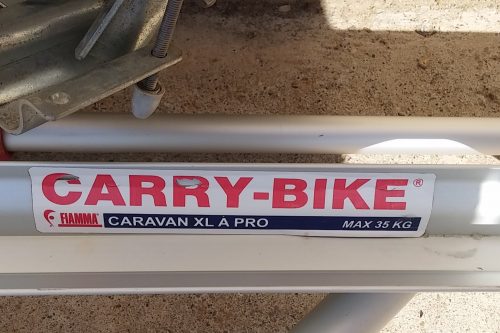 CARRY-BIKE®
FIAMMA® CARAVAN XL A PRO MAX 35 KG